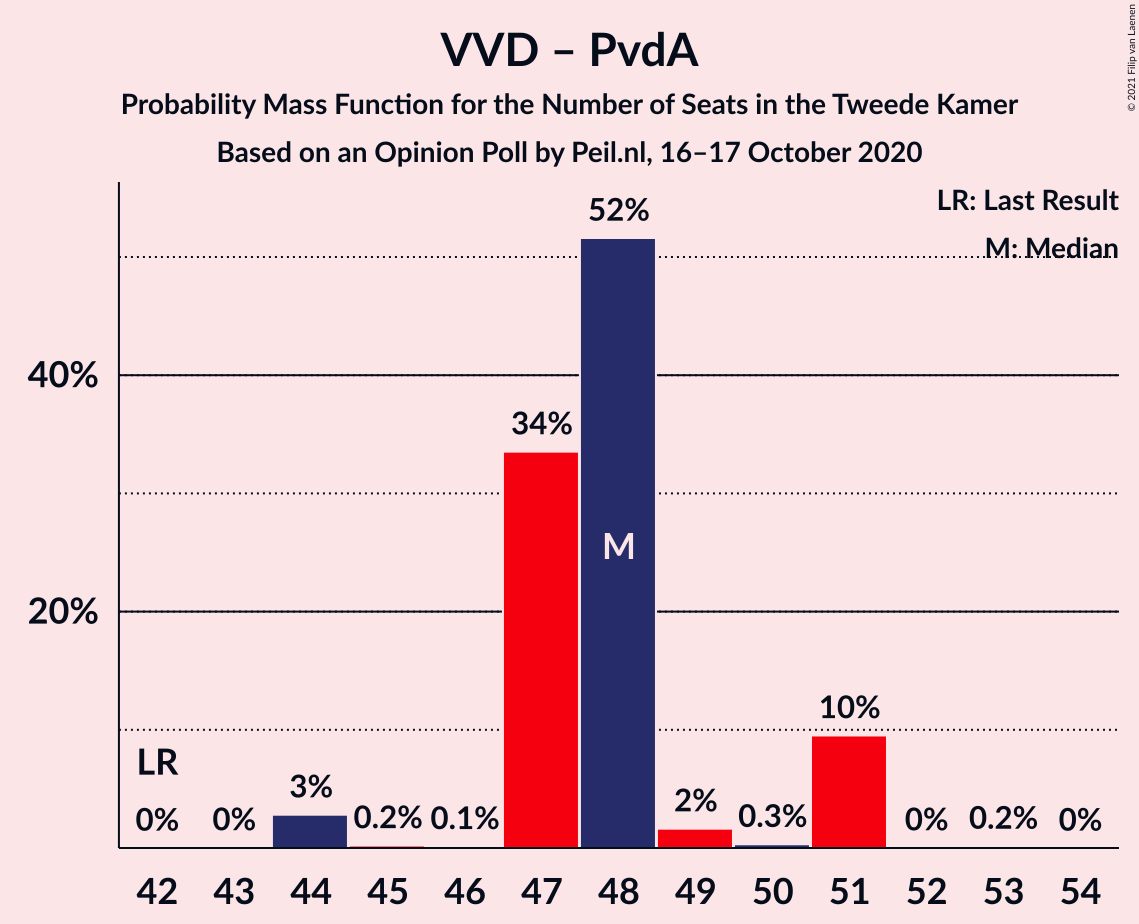 VVD – PvdA
Probability Mass Function for the Number of Seats in the Tweede Kamer
Based on an Opinion Poll by Peil.nl, 16–17 October 2020
© 2021 Filip van Laenen
LR: Last Result
M: Median
40%
20%
LR
0%
0%
3%
0.2%
0.1%
34%
52%
M
2%
0.3%
10%
0%
0.2%
0%
42 43 44 45 46 47 48 49 50 51 52 53 54